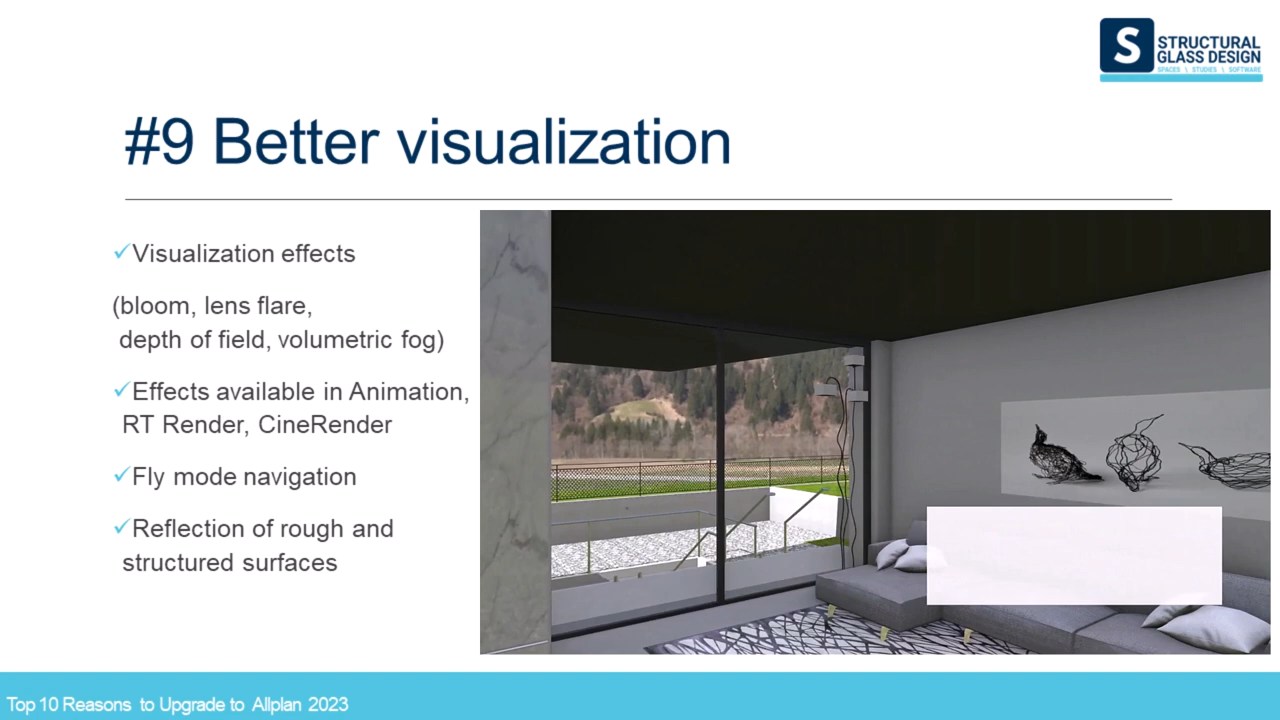 S STRUCTURAL
GLASS DESIGN
SPACES \ STUDIES \ SOFTWARE
#9 Better visualization
✓Visualization effects
(bloom, lens flare,
depth of field, volumetric fog)
✓Effects available in Animation,
RT Render, CineRender
✓Fly mode navigation
✓Reflection of rough and
structured surfaces
Top 10 Reasons to Upgrade to Allplan 2023